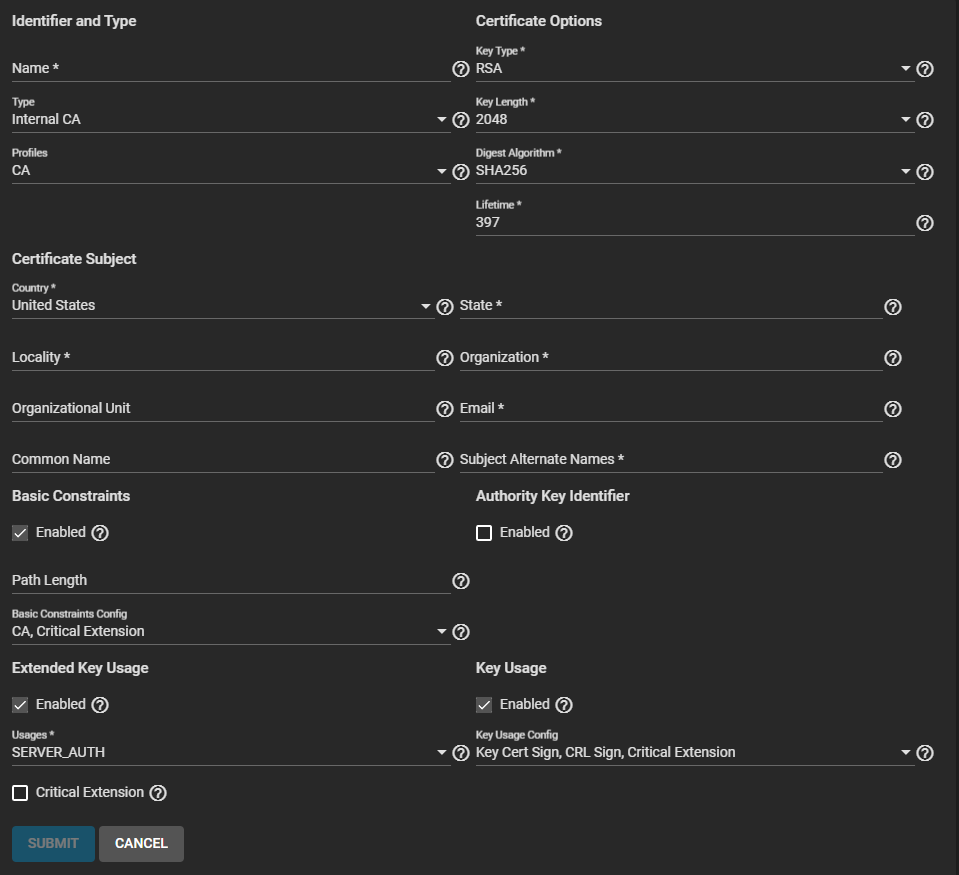 Identifier and Type
Certificate Options
Name *
Key Type *
RSA
Type
Internal CA
Key Length *
2048
Profiles
CA
Digest Algorithm *
SHA256
Lifetime *
397
Certificate Subject
Country *
United States
State *
Locality *
Organization *
Organizational Unit
Email *
Common Name
Subject Alternate Names *
Basic Constraints
Authority Key Identifier
Enabled
Enabled
Path Length
Basic Constraints Config
CA, Critical Extension
Extended Key Usage
Key Usage
Enabled
Enabled
Usages *
SERVER_AUTH
Key Usage Config
Key Cert Sign, CRL Sign, Critical Extension
Critical Extension
SUBMIT
CANCEL